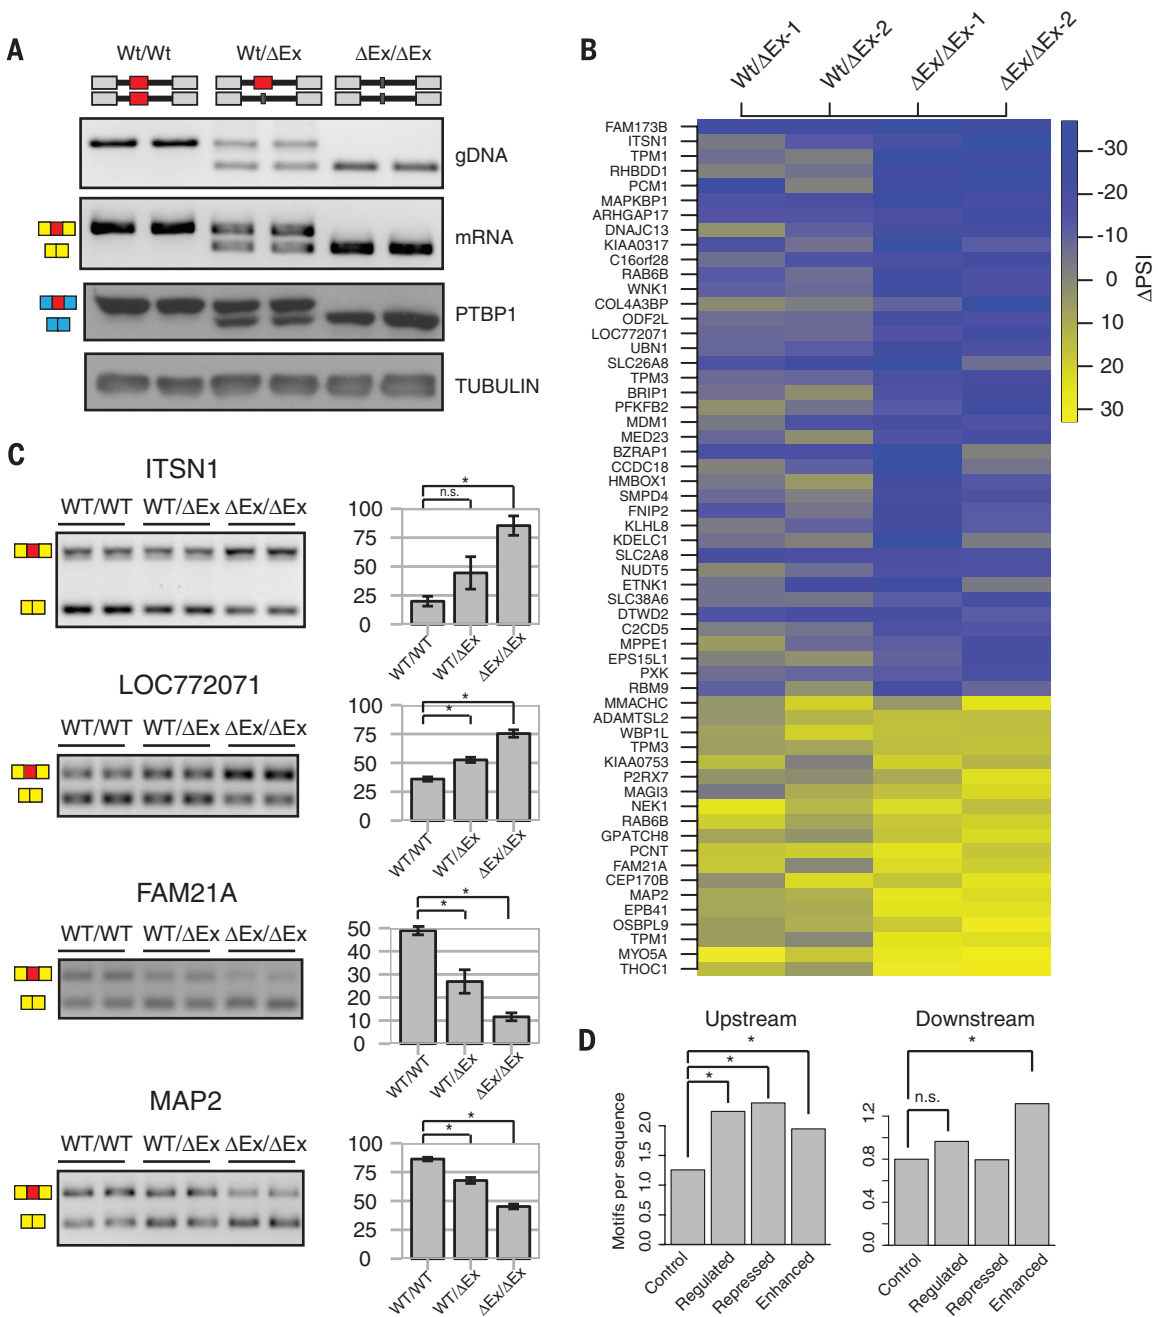 A
Wt/Wt
Wt/ΔEx
ΔEx/ΔEx
gDNA
mRNA
PTBP1
TUBULIN
B
Wt/ΔEx-1
Wt/ΔEx-2
ΔEx/ΔEx-1
ΔEx/ΔEx-2
FAM173B
ITSN1
TPM1
RHBDD1
PCM1
MAPKBP1
ARHGAP17
DNAJC13
KIAA0317
C16orf28
RAB6B
WNK1
COL4A3BP
ODF2L
LOC772071
UBN1
SLC26A8
TPM3
BRIP1
PFKFB2
MDM1
MED23
BZRAP1
CCDC18
HMBOX1
SMPD4
FNIP2
KLHL8
KDELC1
SLC2A8
NUDT5
ETNK1
SLC38A6
DTWD2
C2CD5
MPPE1
EPS15L1
PXK
RBM9
MMACHC
ADAMTSL2
WBP1L
TPM3
KIAA0753
P2RX7
MAGI3
NEK1
RAB6B
GPATCH8
PCNT
FAM21A
CEP170B
MAP2
EPB41
OSBPL9
TPM1
MYO5A
THOC1
-30
-20
-10
0
10
20
30
ΔPSI
C
ITSN1
WT/WT WT/ΔEx ΔEx/ΔEx
*
n.s.
100
75
50
25
0
WT/WT
WT/ΔEx
ΔEx/ΔEx
LOC772071
WT/WT WT/ΔEx ΔEx/ΔEx
*
*
100
75
50
25
0
WT/WT
WT/ΔEx
ΔEx/ΔEx
FAM21A
WT/WT WT/ΔEx ΔEx/ΔEx
*
*
50
40
30
20
10
0
WT/WT
WT/ΔEx
ΔEx/ΔEx
MAP2
WT/WT WT/ΔEx ΔEx/ΔEx
*
*
100
75
50
25
0
WT/WT
WT/ΔEx
ΔEx/ΔEx
D
Upstream
*
*
*
Motifs per sequence
2.0
1.5
1.0
0.5
0.0
Control
Regulated
Repressed
Enhanced
Downstream
*
n.s.
1.2
0.8
0.4
0.0
Control
Regulated
Repressed
Enhanced